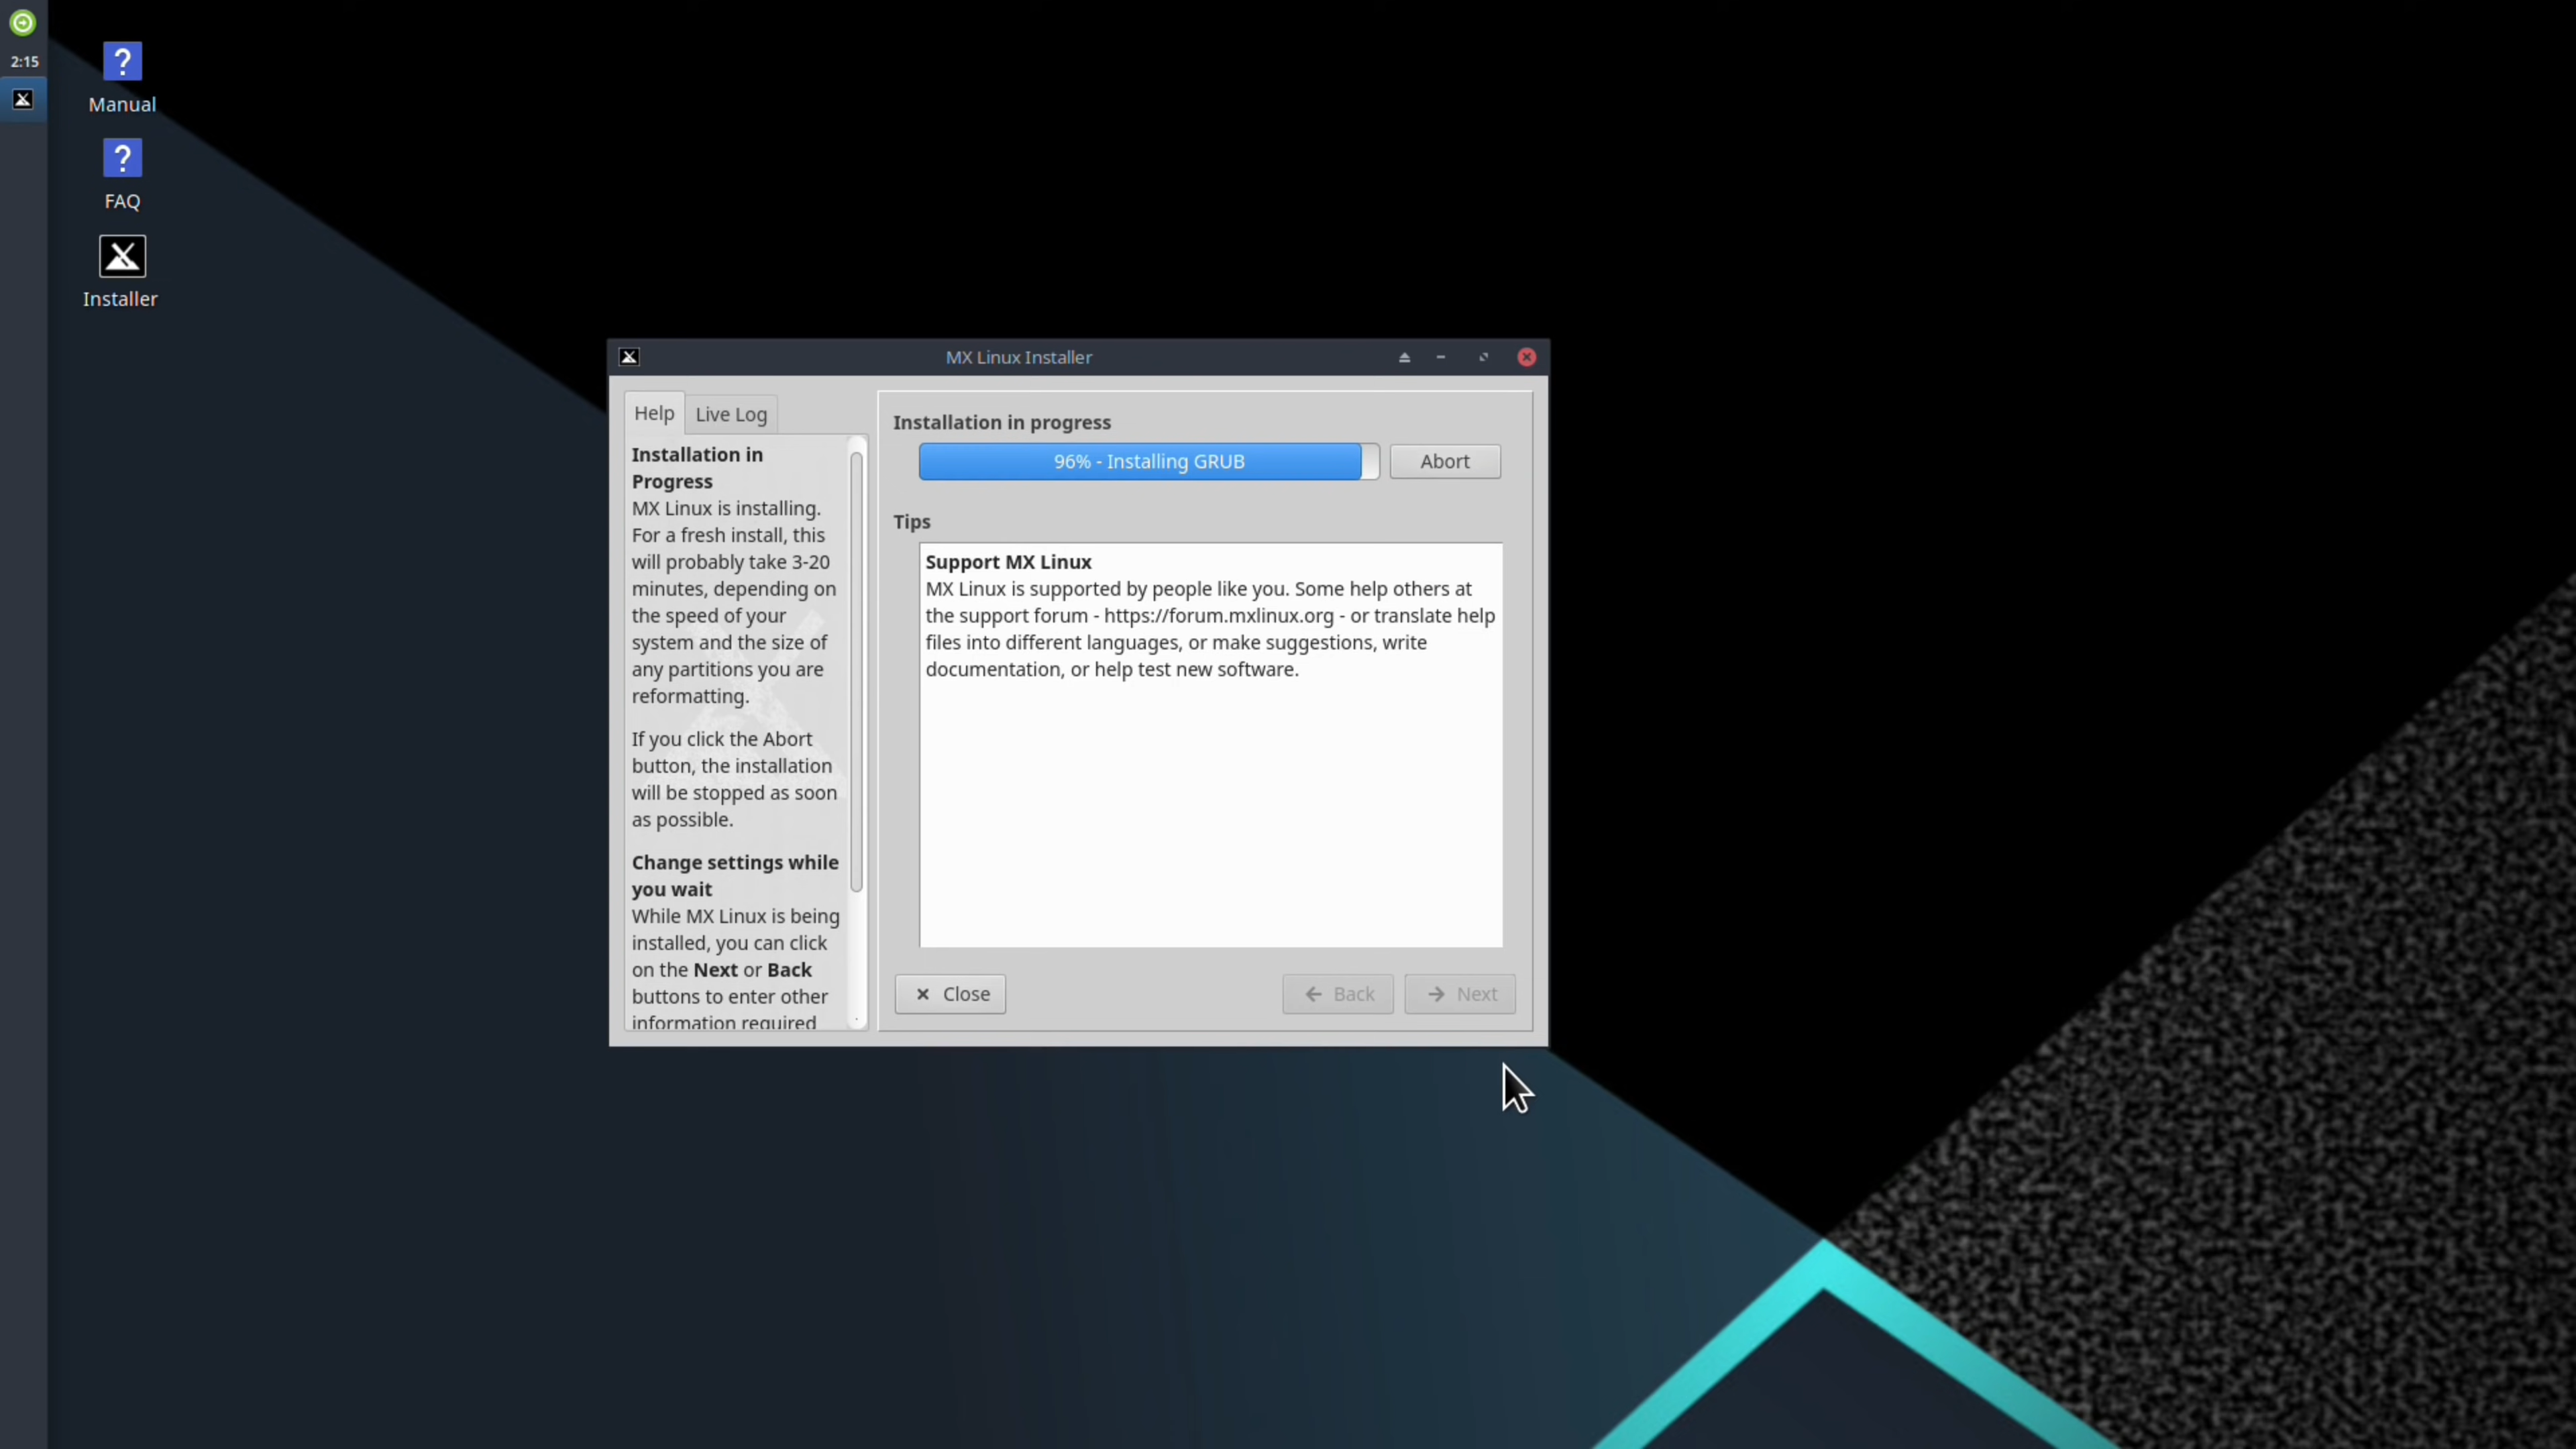 2:15
Manual
FAQ
Installer
MX Linux Installer
Help
Live Log
Installation in
Progress
MX Linux is installing.
For a fresh install, this
will probably take 3-20
minutes, depending on
the speed of your
system and the size of
any partitions you are
reformatting.
If you click the Abort
button, the installation
will be stopped as soon
as possible.
Change settings while
you wait
While MX Linux is being
installed, you can click
on the Next or Back
buttons to enter other
information required
Installation in progress
96% - Installing GRUB
Abort
Tips
Support MX Linux
MX Linux is supported by people like you. Some help others at
the support forum - https://forum.mxlinux.org - or translate help
files into different languages, or make suggestions, write
documentation, or help test new software.
Close
Back
Next